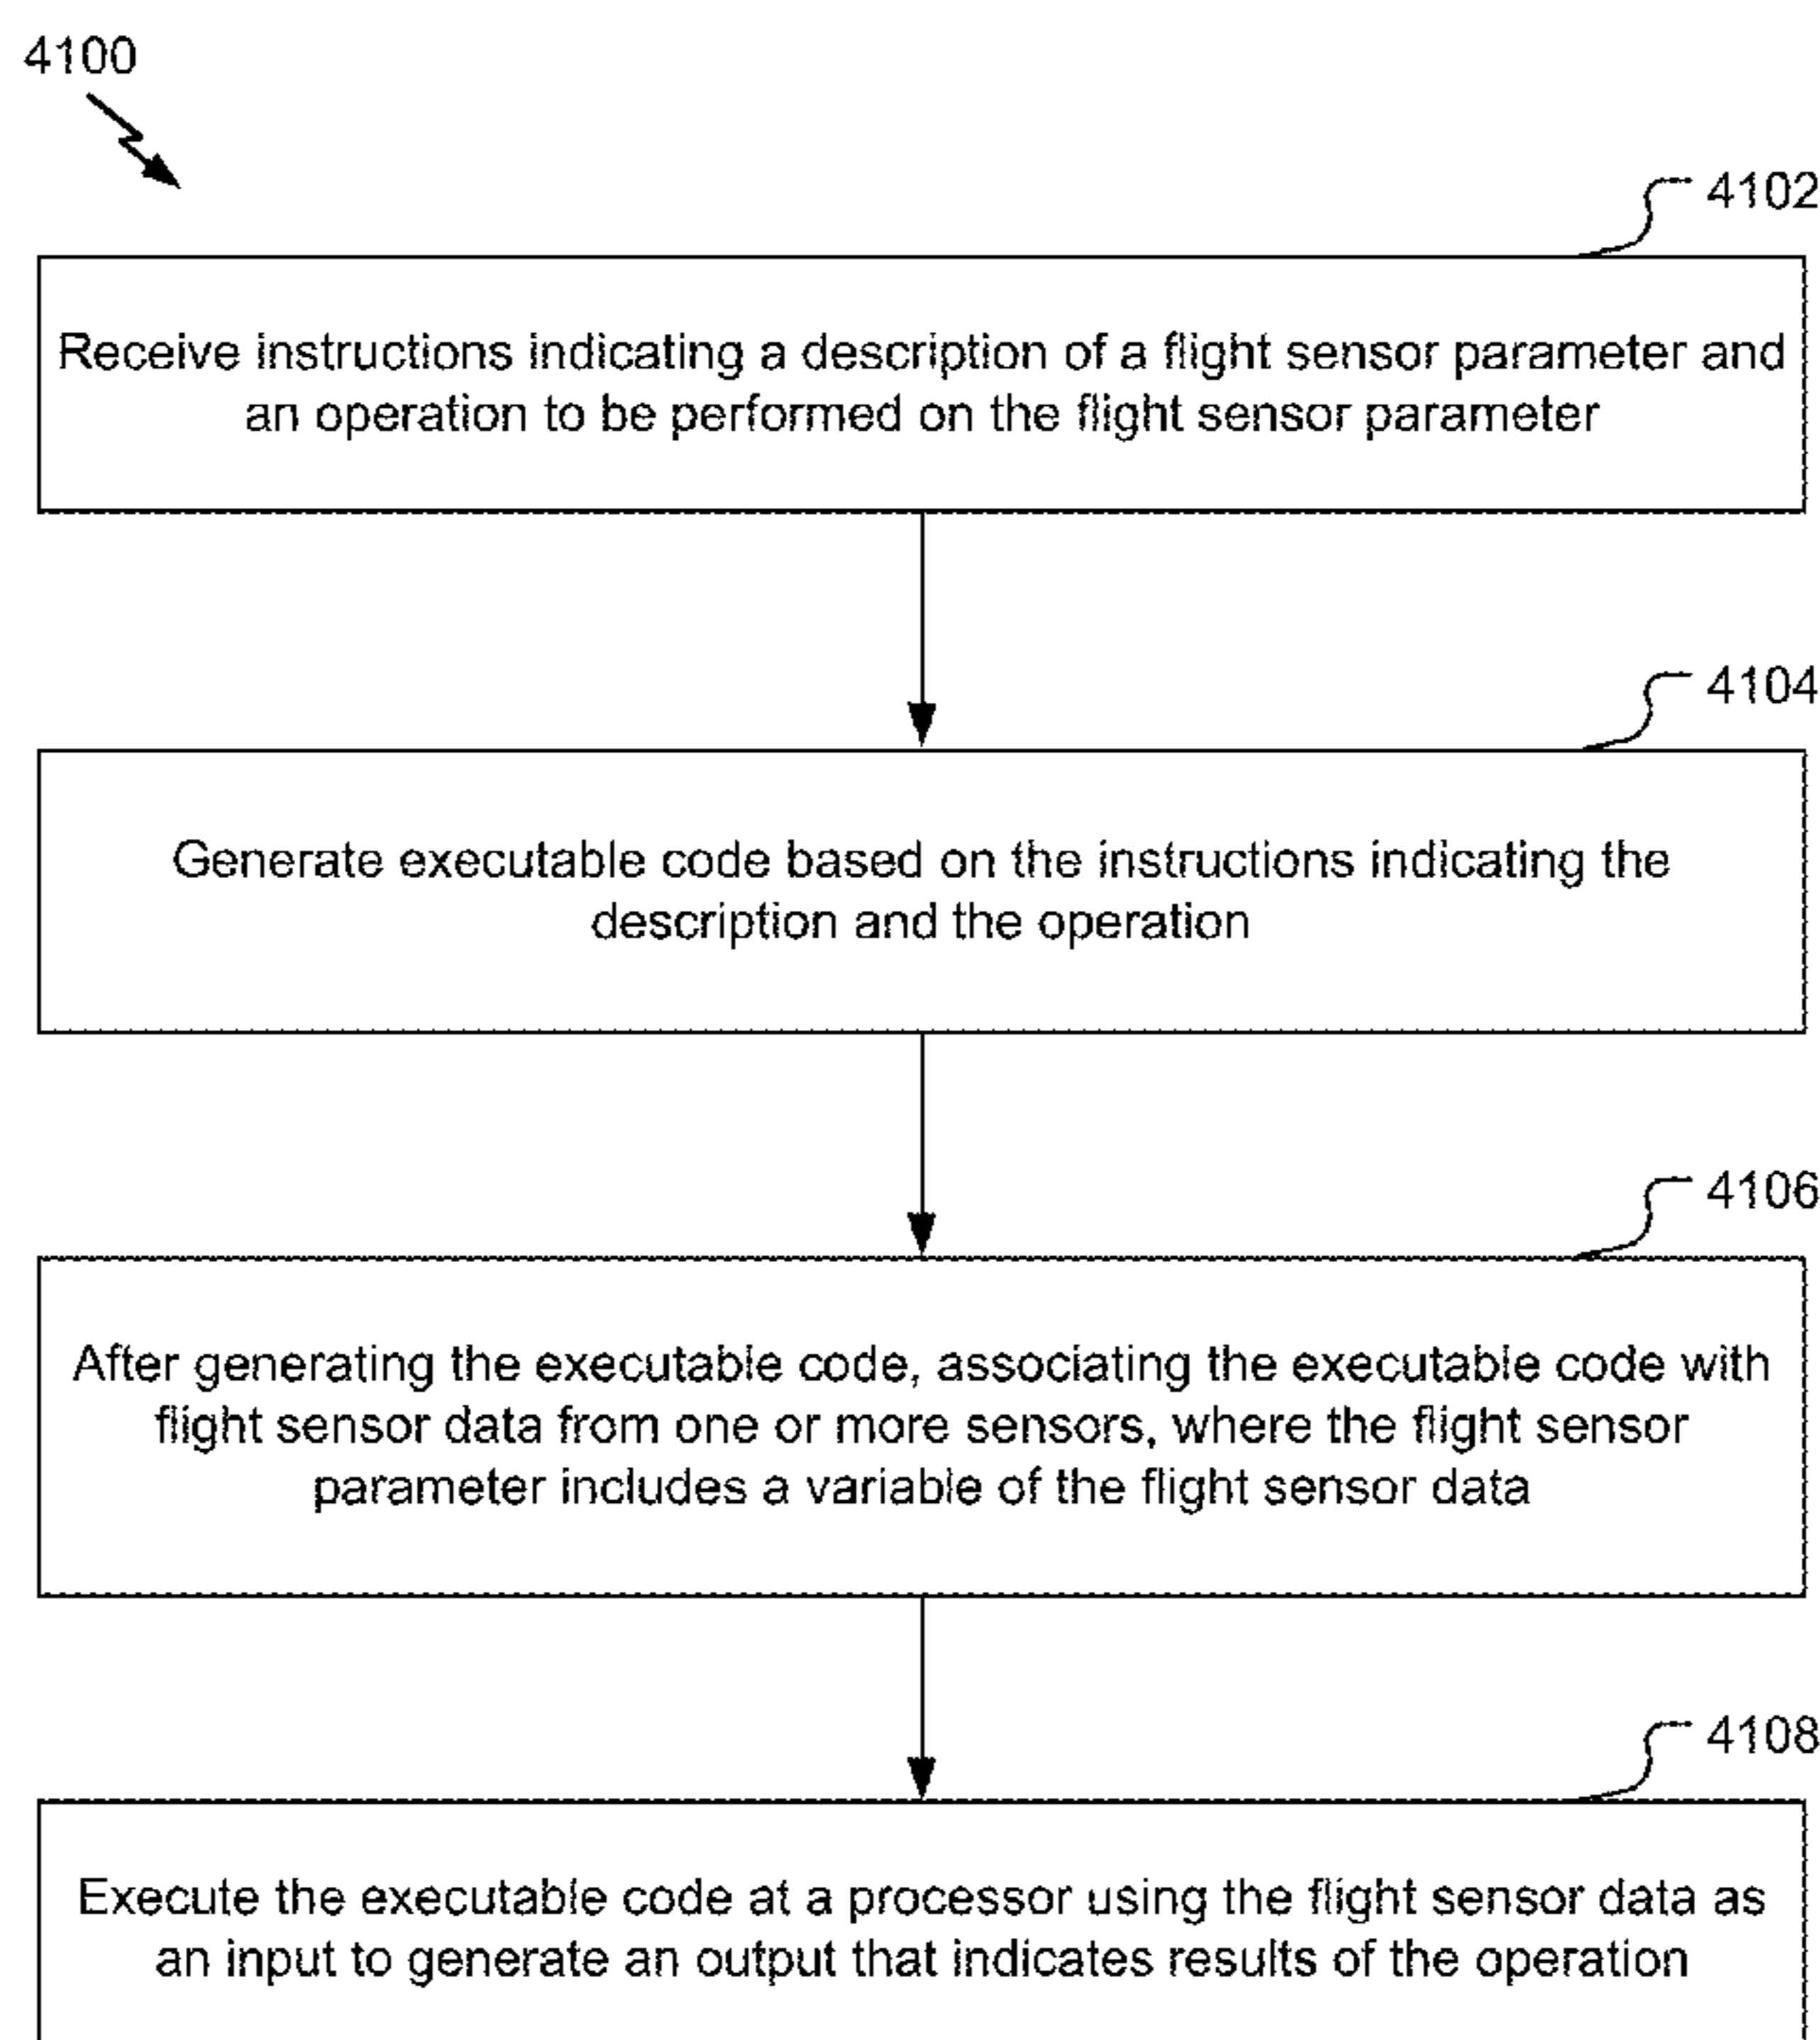 4100
4102
Receive instructions indicating a description of a flight sensor parameter and
an operation to be performed on the flight sensor parameter
4104
Generate executable code based on the instructions indicating the
description and the operation
4106
After generating the executable code, associating the executable code with
flight sensor data from one or more sensors, where the flight sensor
parameter includes a variable of the flight sensor data
4108
Execute the executable code at a processor using the flight sensor data as
an input to generate an output that indicates results of the operation